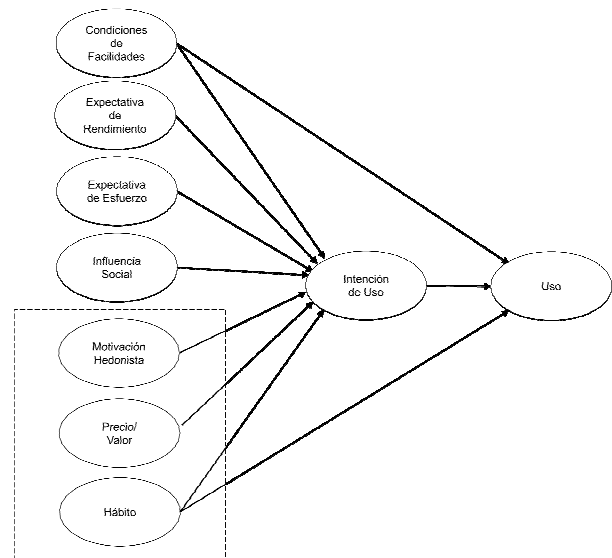 Condiciones
de
Facilidades
Expectativa
de
Rendimiento
Expectativa
de Esfuerzo
Influencia
Social
Motivación
Hedonista
Precio/
Valor
Hábito
Intención
de Uso
Uso